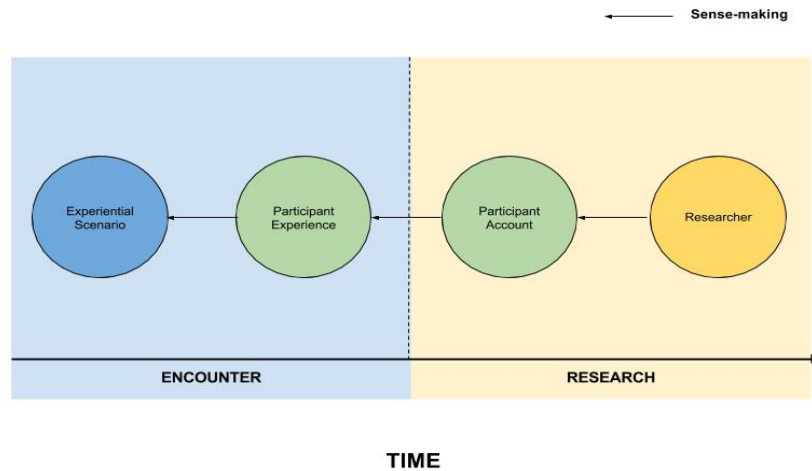 Sense-making
Experiential
Scenario
Participant
Experience
Participant
Account
Researcher
ENCOUNTER
RESEARCH
TIME